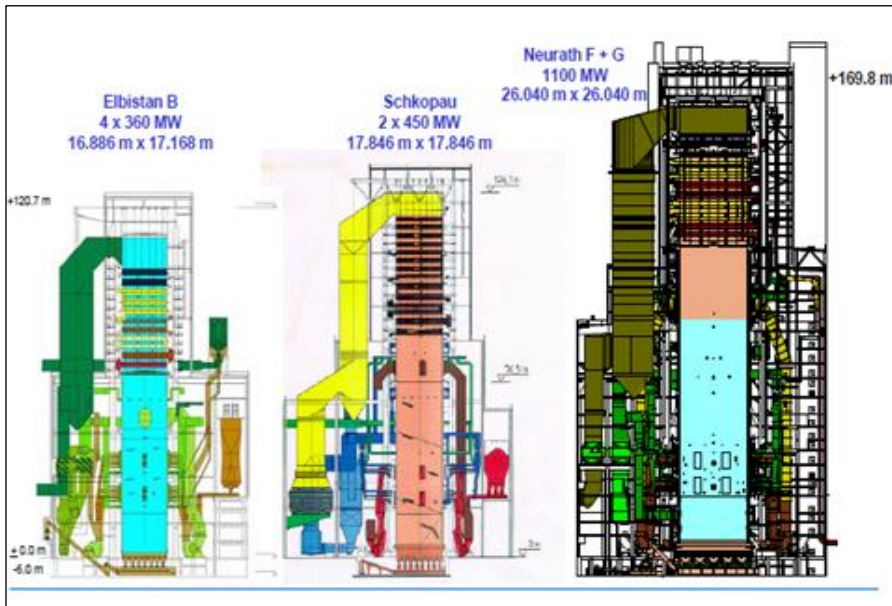 Elbistan B
4 x 360 MW
16.886 m x 17.168 m
Schkopau
2 x 450 MW
17.846 m x 17.846 m
Neurath F + G
1100 MW
26.040 m x 26.040 m
+169.8 m
+120.7 m
± 0.0 m
-6.0 m